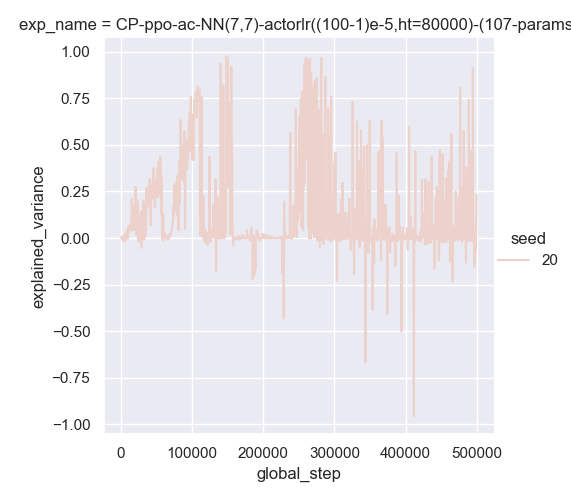 exp_name = CP-ppo-ac-NN(7,7)-actorlr((100-1)e-5,ht=80000)-(107-params
1.00
0.75
0.50
0.25
0.00
−0.25
−0.50
−0.75
−1.00
explained_variance
seed
20
0 100000 200000 300000 400000 500000
global_step